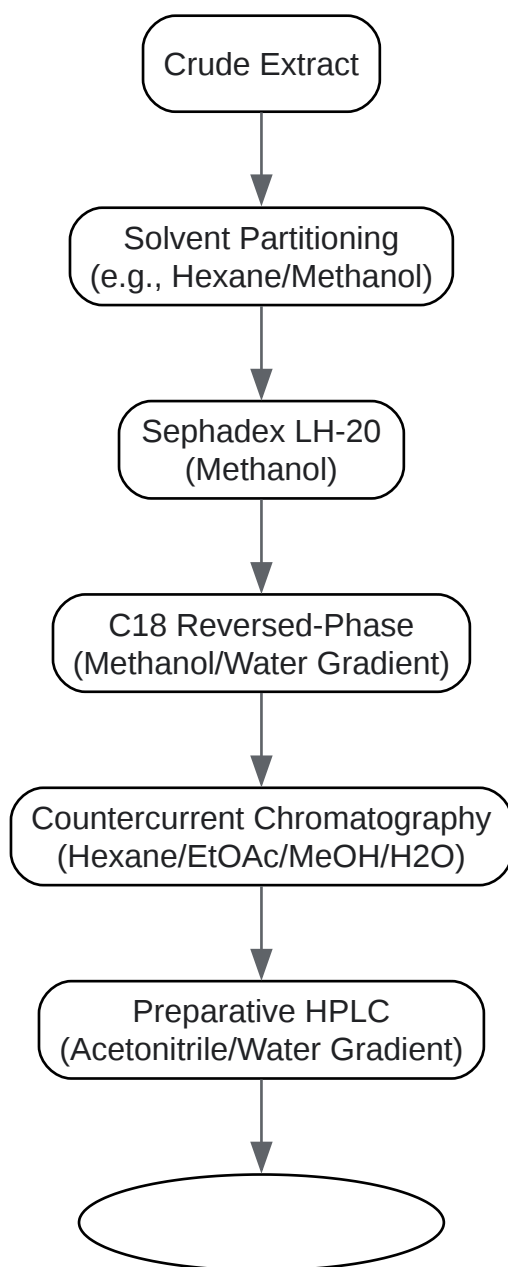 Crude Extract
Solvent Partitioning
(e.g., Hexane/Methanol)
Sephadex LH-20
(Methanol)
C18 Reversed-Phase
(Methanol/Water Gradient)
Countercurrent Chromatography
(Hexane/EtOAc/MeOH/H2O)
Preparative HPLC
(Acetonitrile/Water Gradient)